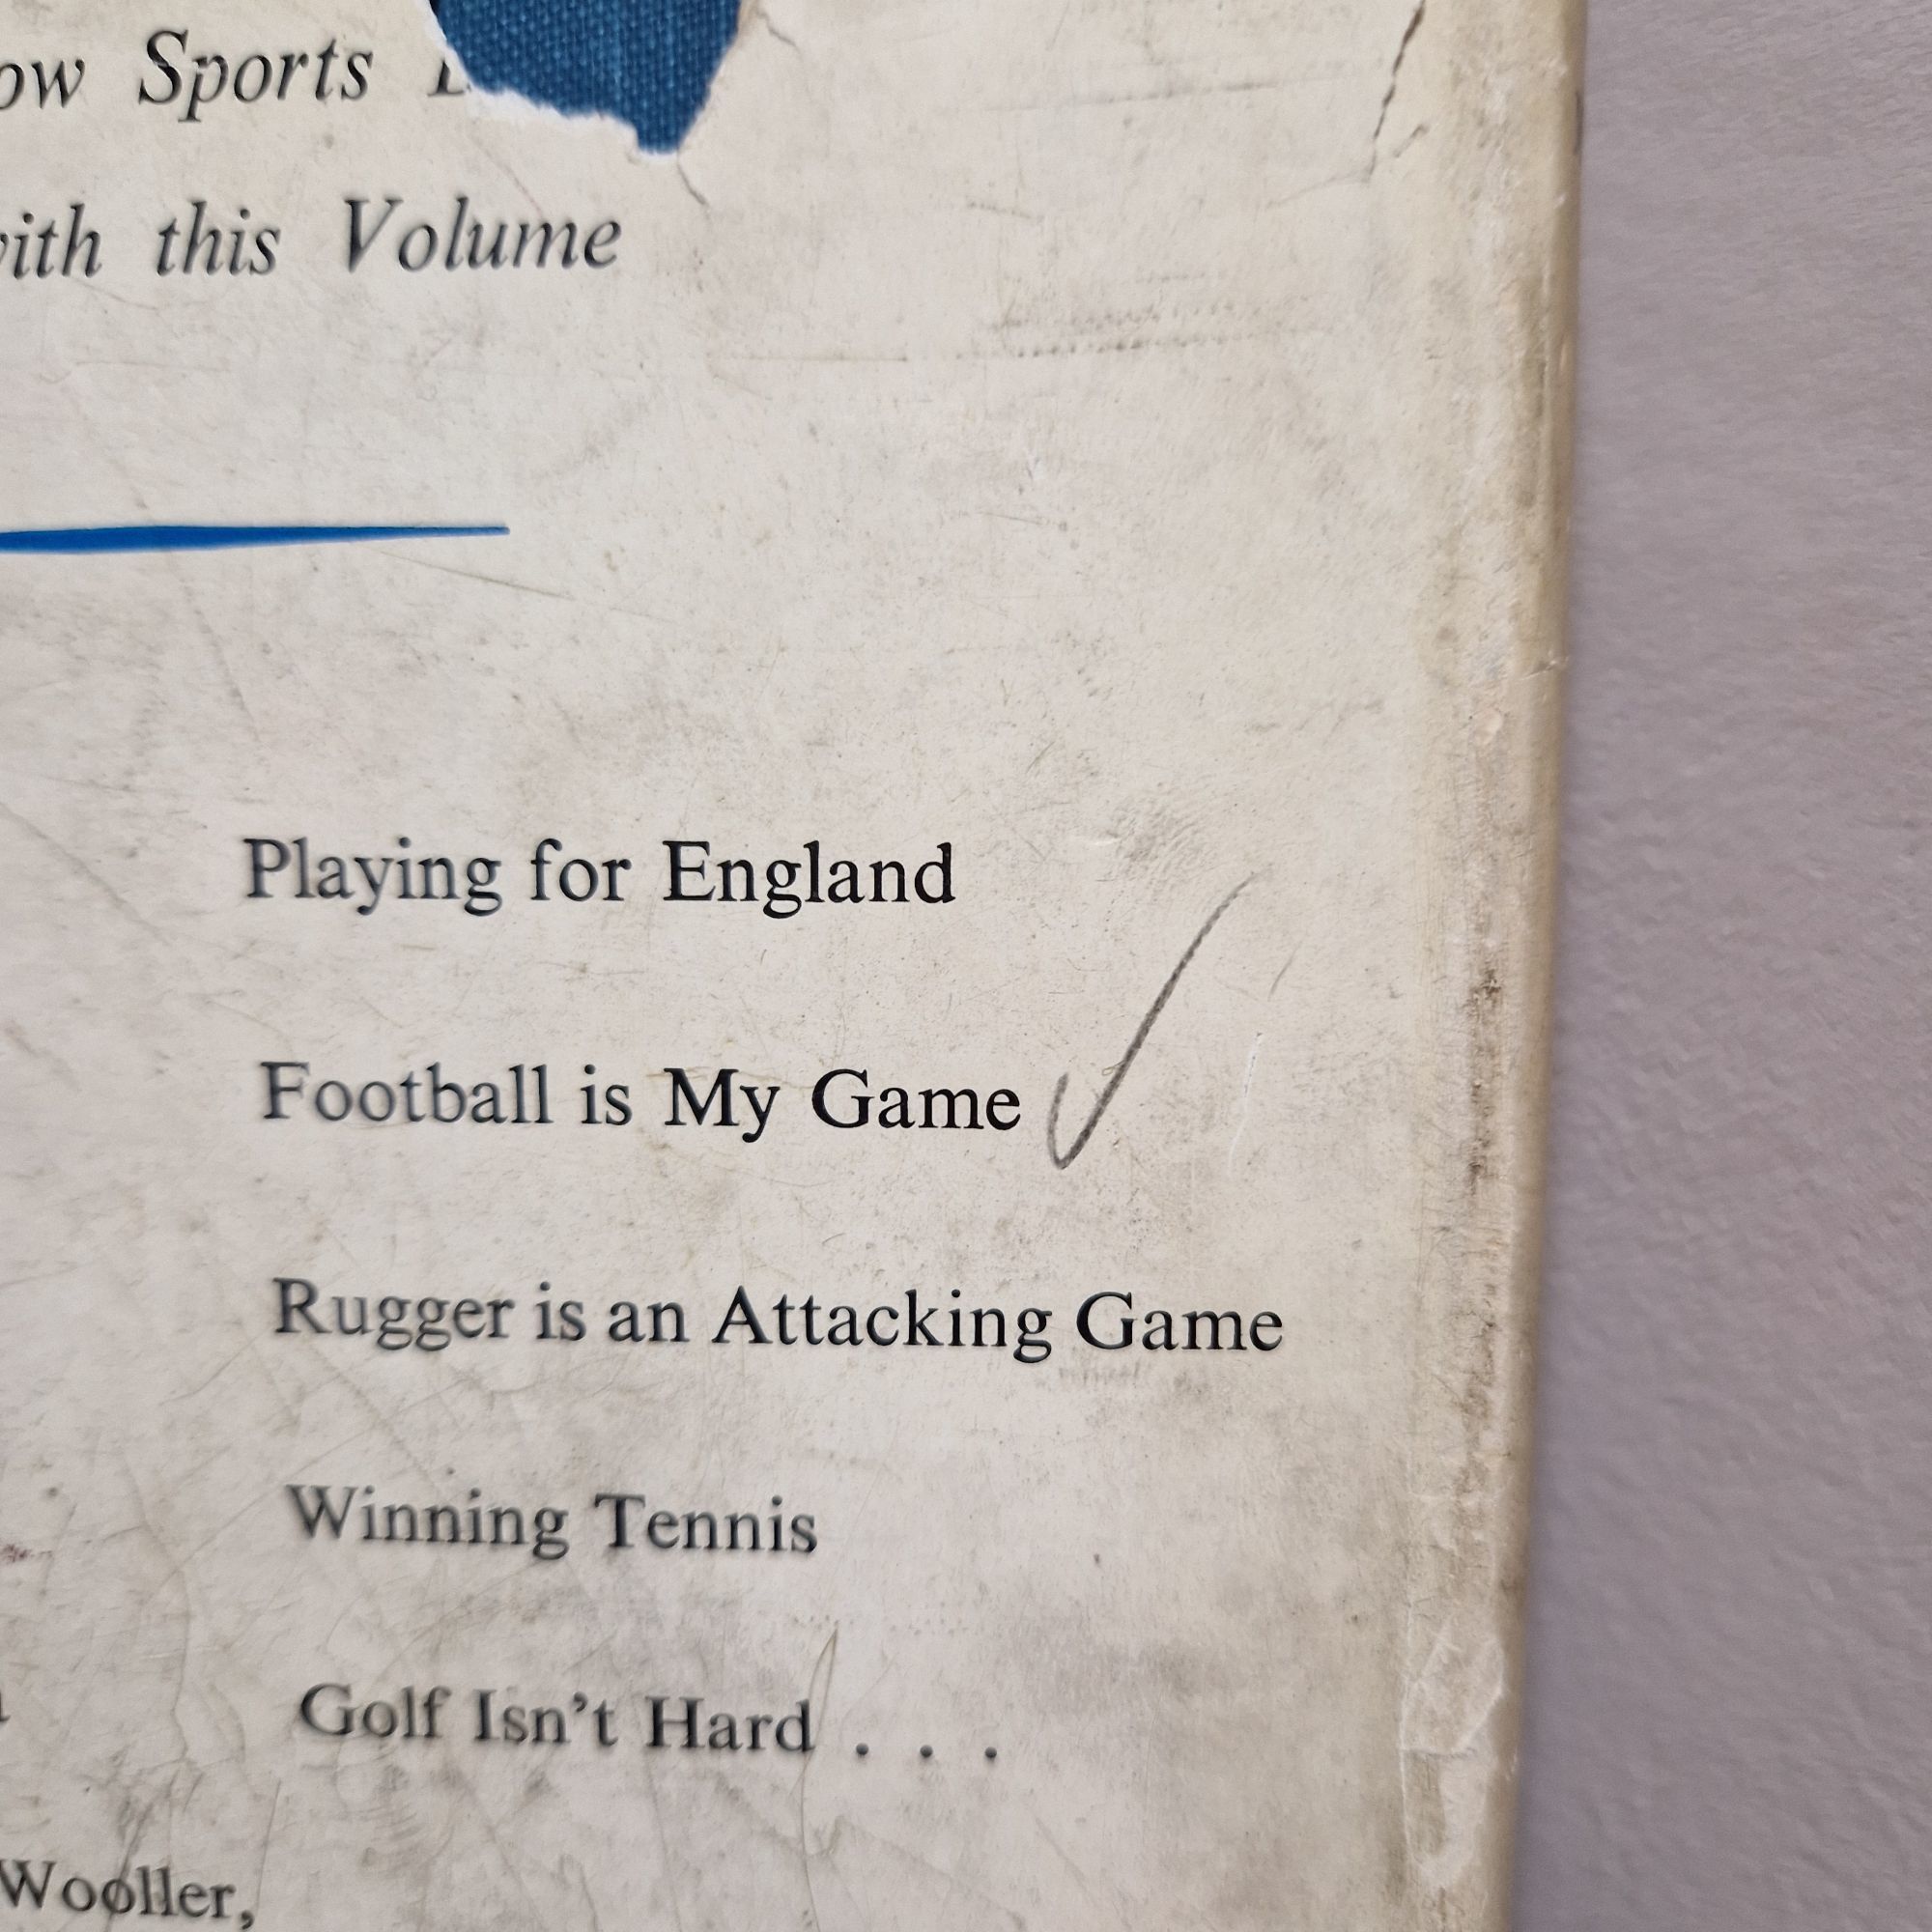 Sports
this Volume
Playing for England
Football is My Game
Rugger is an Attacking Game
Winning Tennis
Golf Isn't Hard . . .
Wooller,